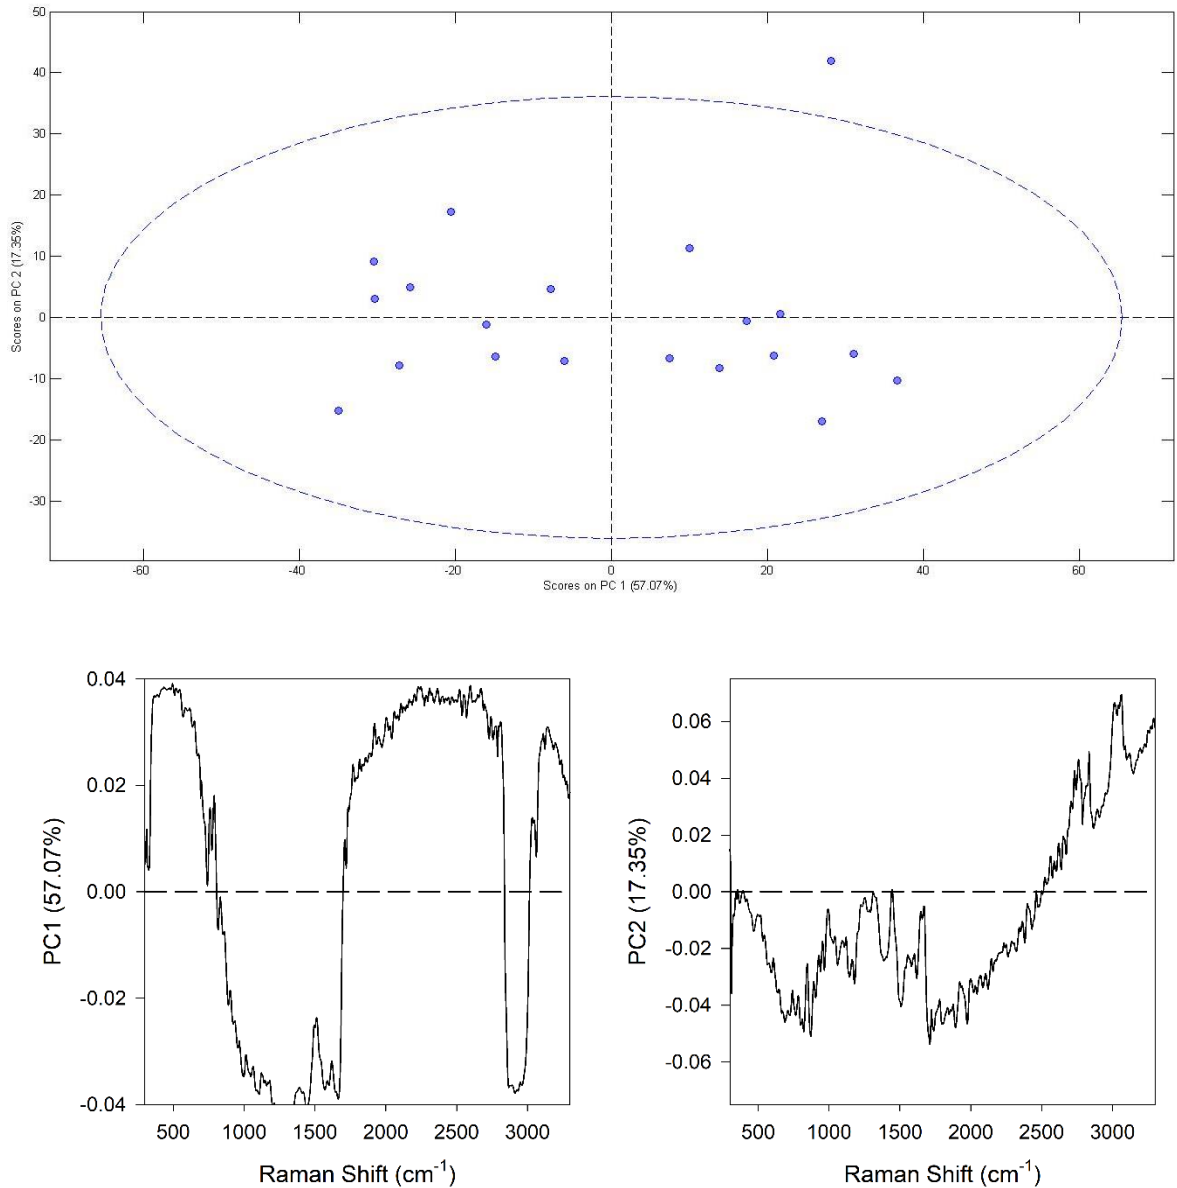 50
40
30
20
10
0
-10
-20
-30
Scores on PC 2 (17.35%)
-60 -40 -20 0 20 40 60
Scores on PC 1 (57.07%)
0.04
0.02
0.00
-0.02
-0.04
PC1 (57.07%)
500 1000 1500 2000 2500 3000
Raman Shift (cm⁻¹)
0.06
0.04
0.02
0.00
-0.02
-0.04
-0.06
PC2 (17.35%)
500 1000 1500 2000 2500 3000
Raman Shift (cm⁻¹)